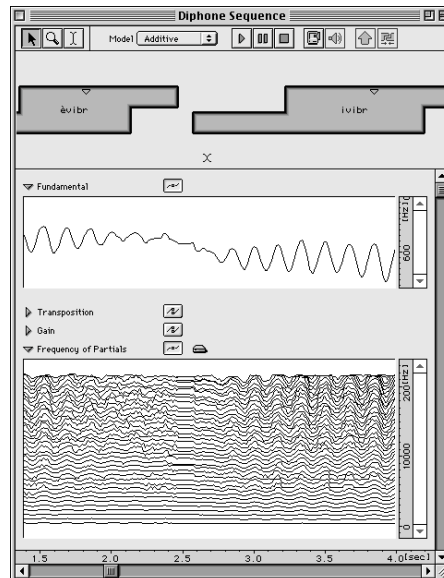 Diphone Sequence
Model Additive
èvibr
ivibr
Fundamental
[HZ]
600
Transposition
Gain
Frequency of Partials
[HZ]
10000
0
1.5 2.0 2.5 3.0 3.5 4.0[sec]